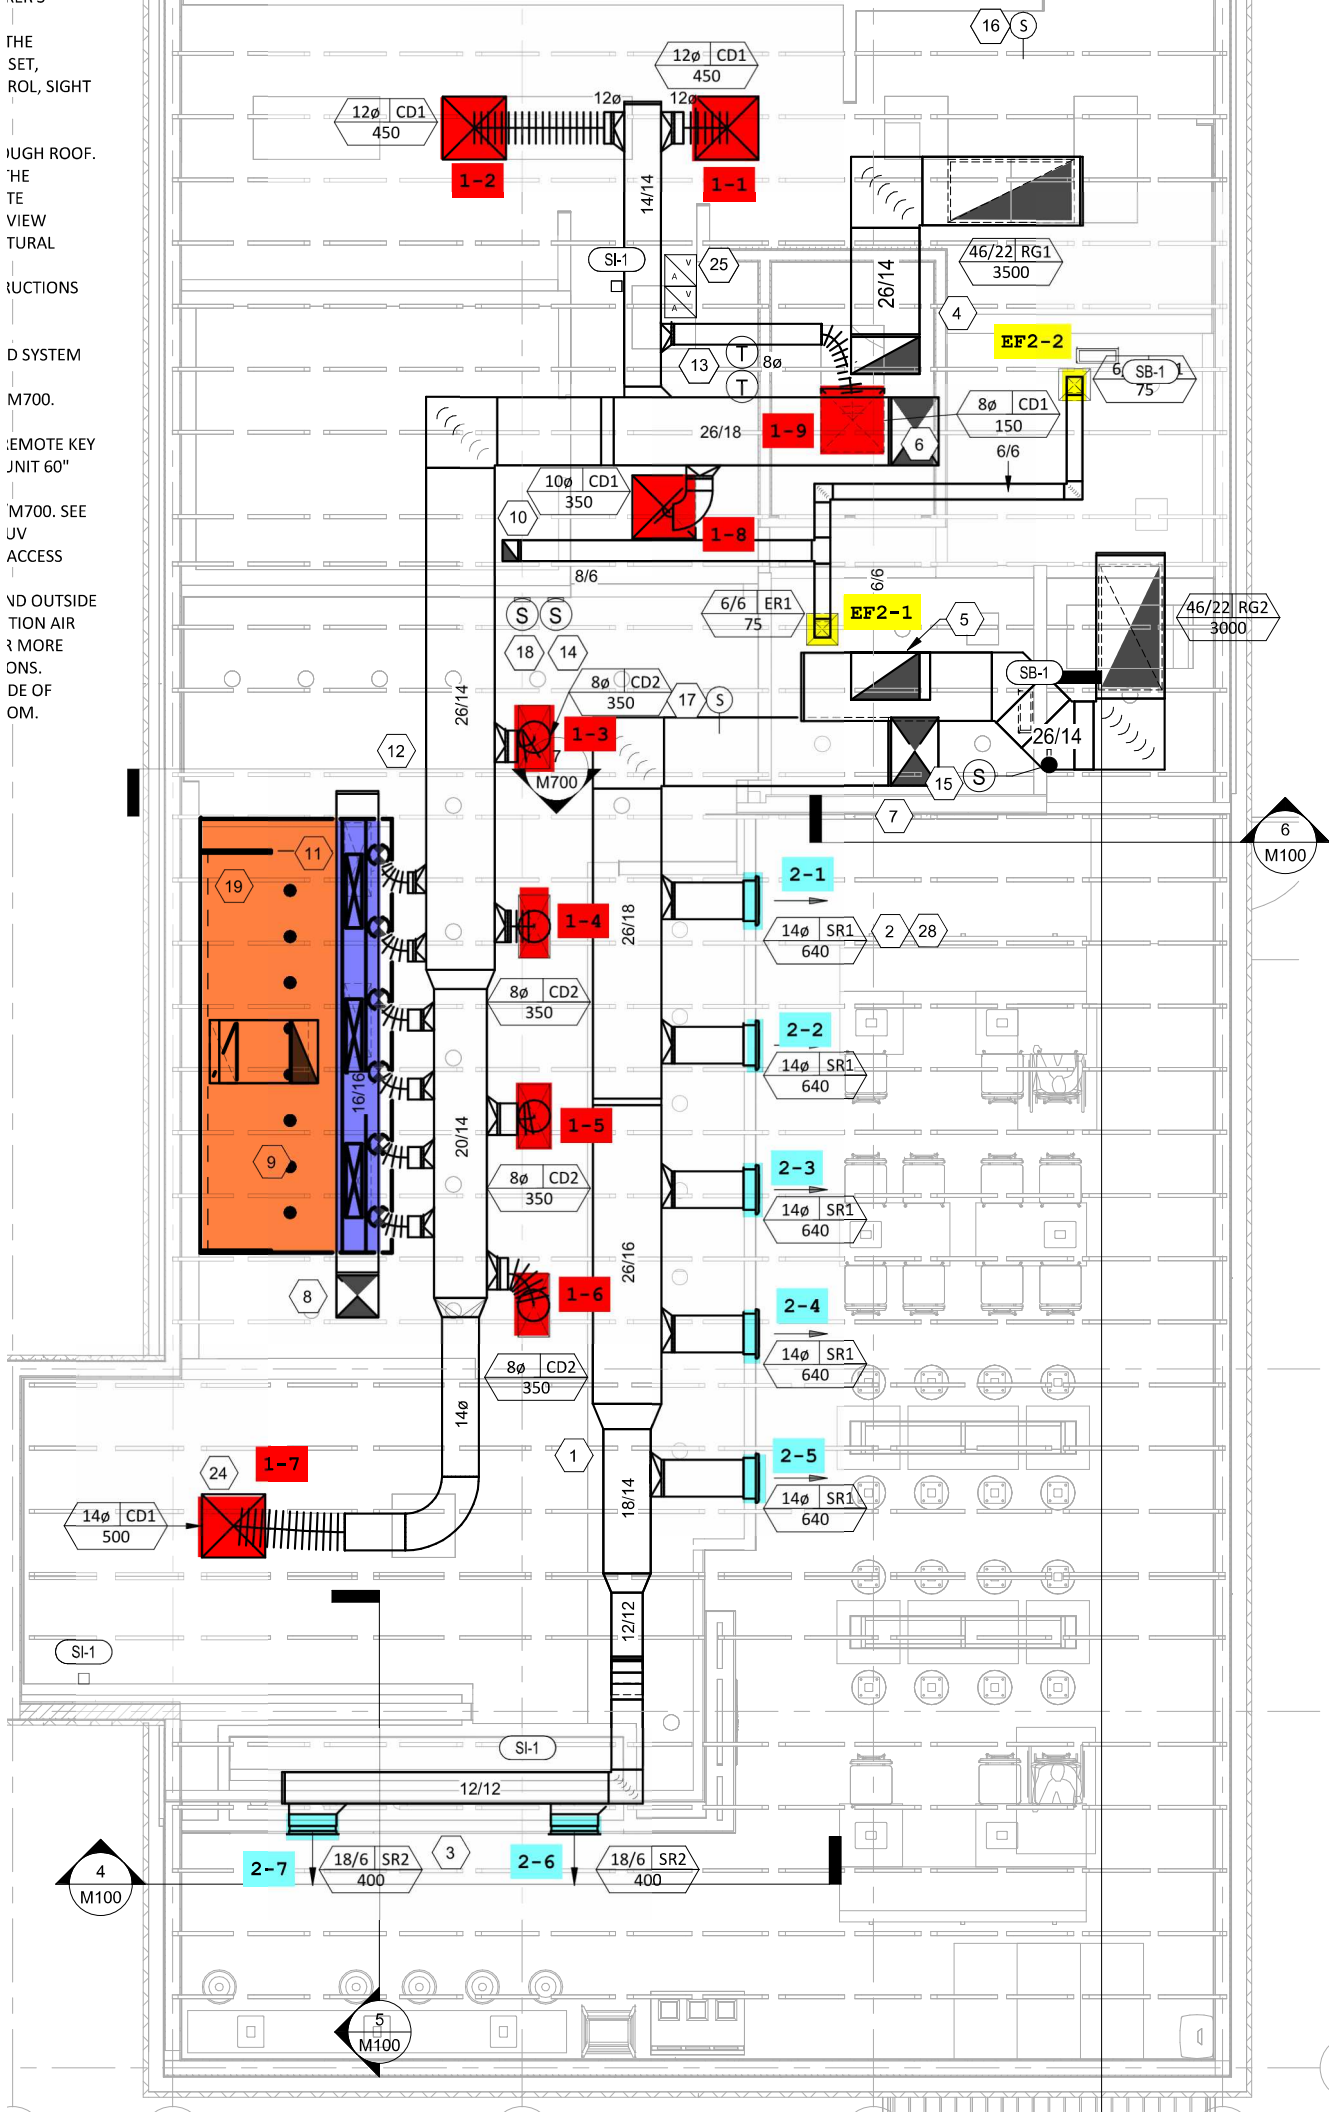 THE
SET,
ROL, SIGHT
OUGH ROOF.
THE
TE
VIEW
TURAL
RUCTIONS
D SYSTEM
M700.
REMOTE KEY
UNIT 60"
M700. SEE
UV
ACCESS
ND OUTSIDE
TION AIR
R MORE
ONS.
DE OF
OM.
16 S
12ø CD1
450
12ø CD1
450
12ø 12ø
1-2
1-1
14/14
SI-1
25
V
A
V
A
46/22 RG1
3500
26/14
4
EF2-2
13
T
8ø
T
SB-1
75
8ø CD1
150
26/18
1-9
6
6/6
10ø CD1
350
10
1-8
8/6
6/6
6/6 ER1
75
EF2-1
5
46/22 RG2
3000
S S
18 14
8ø CD2
350
17 S
SB-1
26/14
26/14
12
1-3
7
M700
15 S
7
6
M100
11
19
2-1
14ø SR1
640
2 28
1-4
26/18
8ø CD2
350
2-2
14ø SR1
640
16/16
20/14
1-5
9
8ø CD2
350
2-3
14ø SR1
640
26/16
8
1-6
2-4
14ø SR1
640
8ø CD2
350
14ø
24
1-7
1
2-5
14ø SR1
640
18/14
14ø CD1
500
12/12
SI-1
SI-1
12/12
2-7
18/6 SR2
400
3
2-6
18/6 SR2
400
4
M100
5
M100